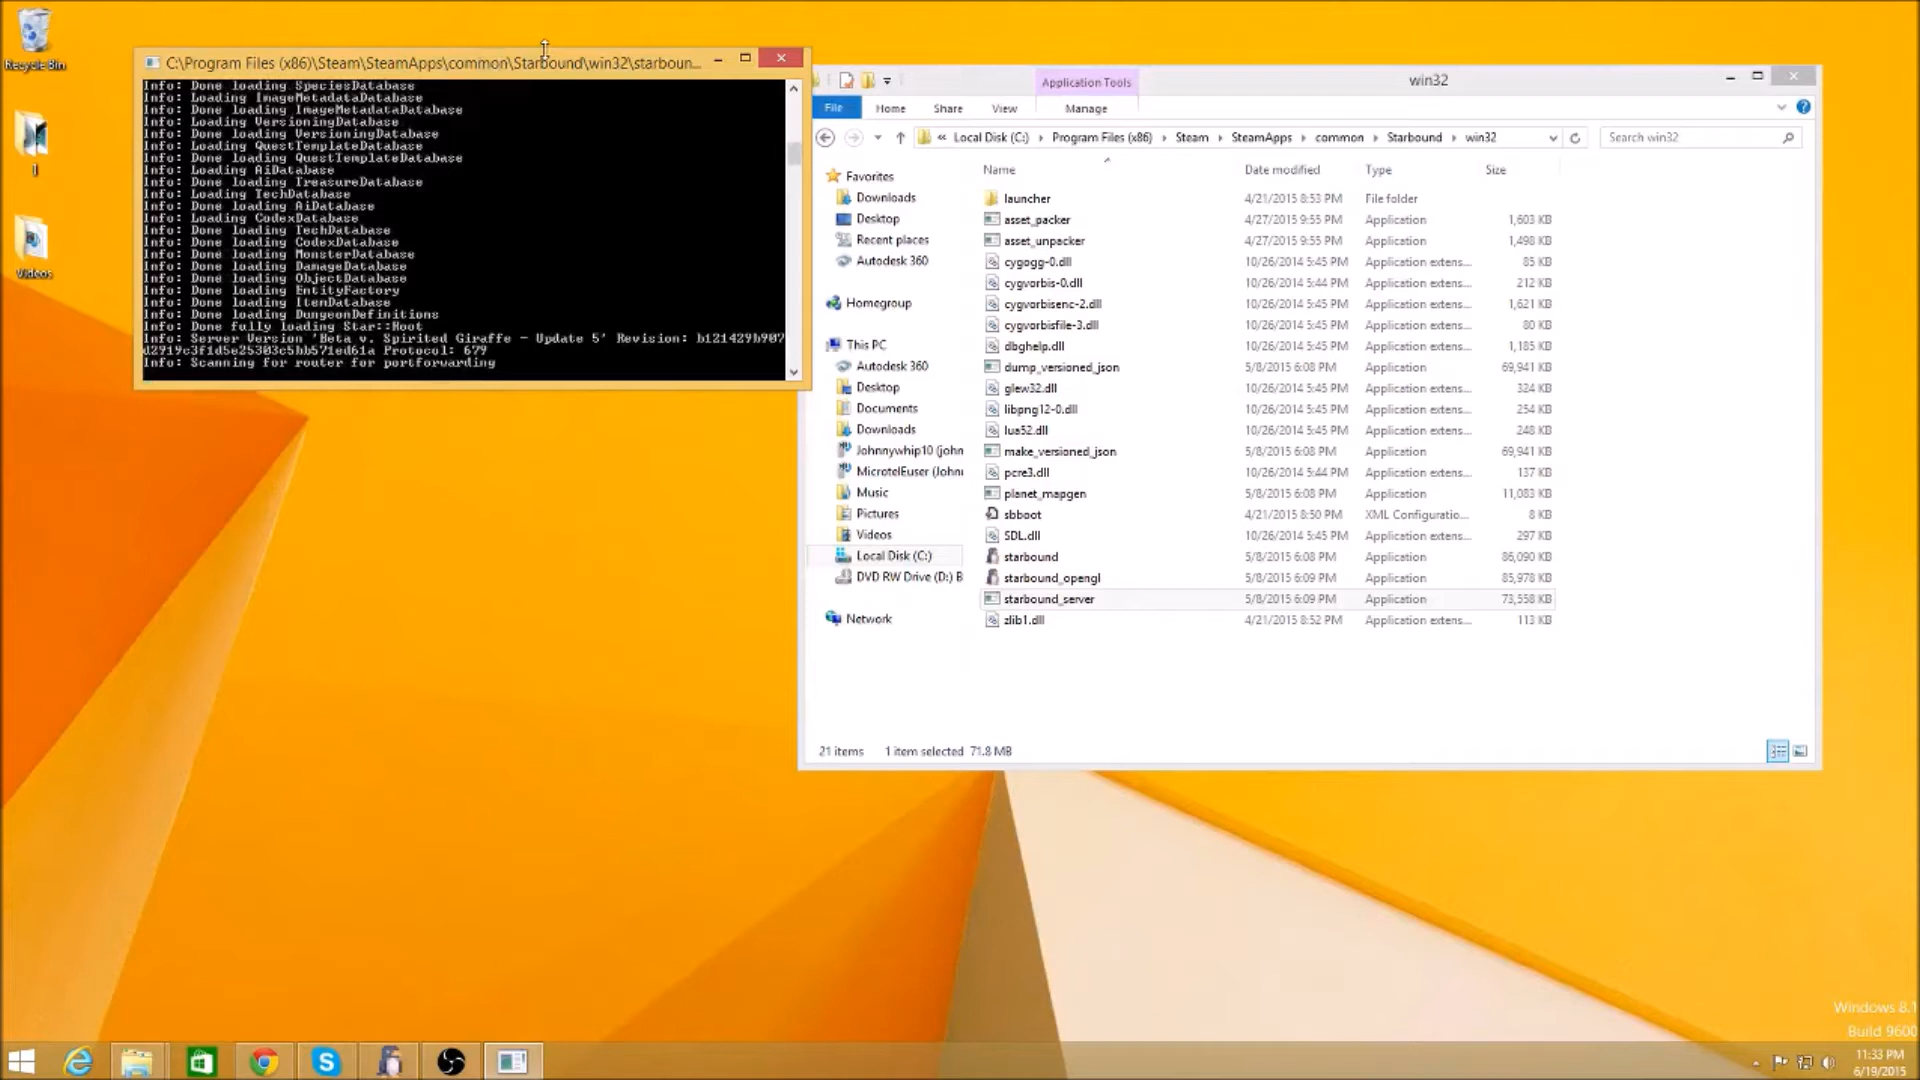 Recycle Bin
I
Videos
C:\Program Files (x86)\Steam\SteamApps\common\Starbound\win32\starboun...
Info: Done loading SpeciesDatabase
Info: Loading ImageMetadataDatabase
Info: Done loading ImageMetadataDatabase
Info: Loading VersioningDatabase
Info: Done loading VersioningDatabase
Info: Loading QuestTemplateDatabase
Info: Done loading QuestTemplateDatabase
Info: Loading AiDatabase
Info: Done loading TreasureDatabase
Info: Loading TechDatabase
Info: Done loading AiDatabase
Info: Loading CodexDatabase
Info: Done loading TechDatabase
Info: Done loading CodexDatabase
Info: Done loading MonsterDatabase
Info: Done loading DamageDatabase
Info: Done loading ObjectDatabase
Info: Done loading EntityFactory
Info: Done loading ItemDatabase
Info: Done loading DungeonDefinitions
Info: Done fully loading Star::Root
Info: Server Version 'Beta v. Spirited Giraffe - Update 5' Revision: b121429b907
d2919c3f1d5e25303c5bb571ed61a Protocol: 679
Info: Scanning for router for portforwarding
Application Tools
win32
File Home Share View Manage
« Local Disk (C:) Program Files (x86) Steam SteamApps common Starbound win32
Search win32
Favorites
Downloads
Desktop
Recent places
Autodesk 360
Homegroup
This PC
Autodesk 360
Desktop
Documents
Downloads
Johnnywhip10 (john
MicrotelEuser (Johnr
Music
Pictures
Videos
Local Disk (C:)
DVD RW Drive (D:) B
Network
Name Date modified Type Size
launcher 4/21/2015 8:53 PM File folder
asset_packer 4/27/2015 9:55 PM Application 1,603 KB
asset_unpacker 4/27/2015 9:55 PM Application 1,498 KB
cygogg-0.dll 10/26/2014 5:45 PM Application extens... 85 KB
cygvorbis-0.dll 10/26/2014 5:44 PM Application extens... 212 KB
cygvorbisenc-2.dll 10/26/2014 5:45 PM Application extens... 1,621 KB
cygvorbisfile-3.dll 10/26/2014 5:45 PM Application extens... 80 KB
dbghelp.dll 10/26/2014 5:45 PM Application extens... 1,185 KB
dump_versioned_json 5/8/2015 6:08 PM Application 69,941 KB
glew32.dll 10/26/2014 5:45 PM Application extens... 324 KB
libpng12-0.dll 10/26/2014 5:45 PM Application extens... 254 KB
lua52.dll 10/26/2014 5:45 PM Application extens... 248 KB
make_versioned_json 5/8/2015 6:08 PM Application 69,941 KB
pcre3.dll 10/26/2014 5:44 PM Application extens... 137 KB
planet_mapgen 5/8/2015 6:08 PM Application 11,083 KB
sbboot 4/21/2015 8:50 PM XML Configuratio... 8 KB
SDL.dll 10/26/2014 5:45 PM Application extens... 297 KB
starbound 5/8/2015 6:08 PM Application 86,090 KB
starbound_opengl 5/8/2015 6:09 PM Application 85,978 KB
starbound_server 5/8/2015 6:09 PM Application 73,558 KB
zlib1.dll 4/21/2015 8:52 PM Application extens... 113 KB
21 items 1 item selected 71.8 MB
Windows 8.1
Build 9600
11:33 PM
6/19/2015